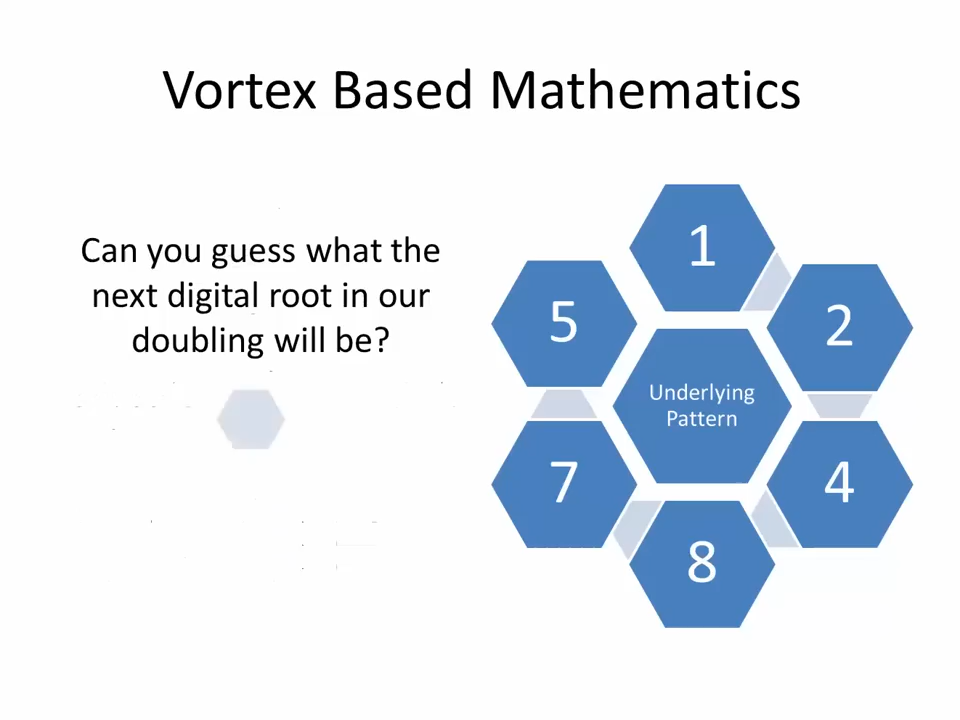 Vortex Based Mathematics
Can you guess what the
next digital root in our
doubling will be?
1
2
4
8
7
5
Underlying
Pattern